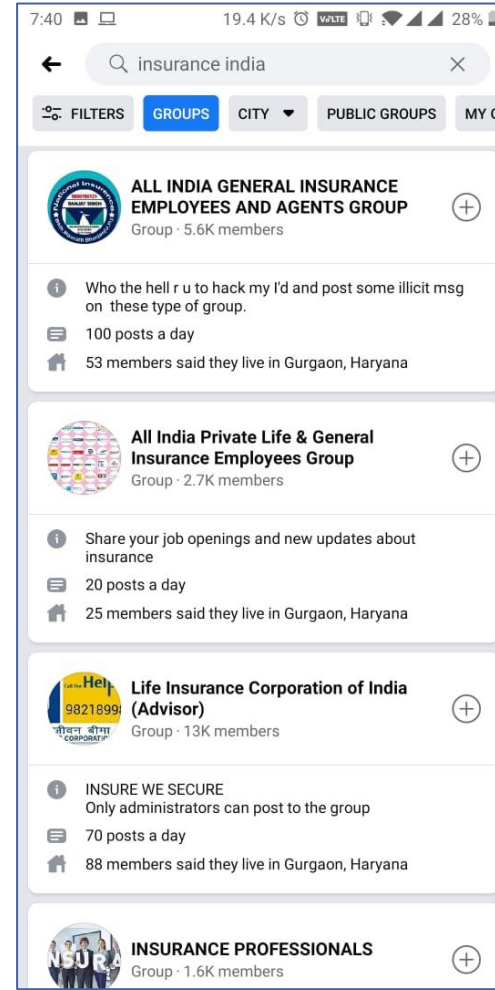 7:40 19.4 K/s VoLTE 28%
insurance india
FILTERS GROUPS CITY PUBLIC GROUPS MY
ALL INDIA GENERAL INSURANCE
EMPLOYEES AND AGENTS GROUP
Group · 5.6K members
Who the hell r u to hack my I'd and post some illicit msg
on these type of group.
100 posts a day
53 members said they live in Gurgaon, Haryana
All India Private Life & General
Insurance Employees Group
Group · 2.7K members
Share your job openings and new updates about
insurance
20 posts a day
25 members said they live in Gurgaon, Haryana
Help
9821899
जीवन बीमा
CORPORATION
Life Insurance Corporation of India
(Advisor)
Group · 13K members
INSURE WE SECURE
Only administrators can post to the group
70 posts a day
88 members said they live in Gurgaon, Haryana
INSURANCE PROFESSIONALS
Group · 1.6K members